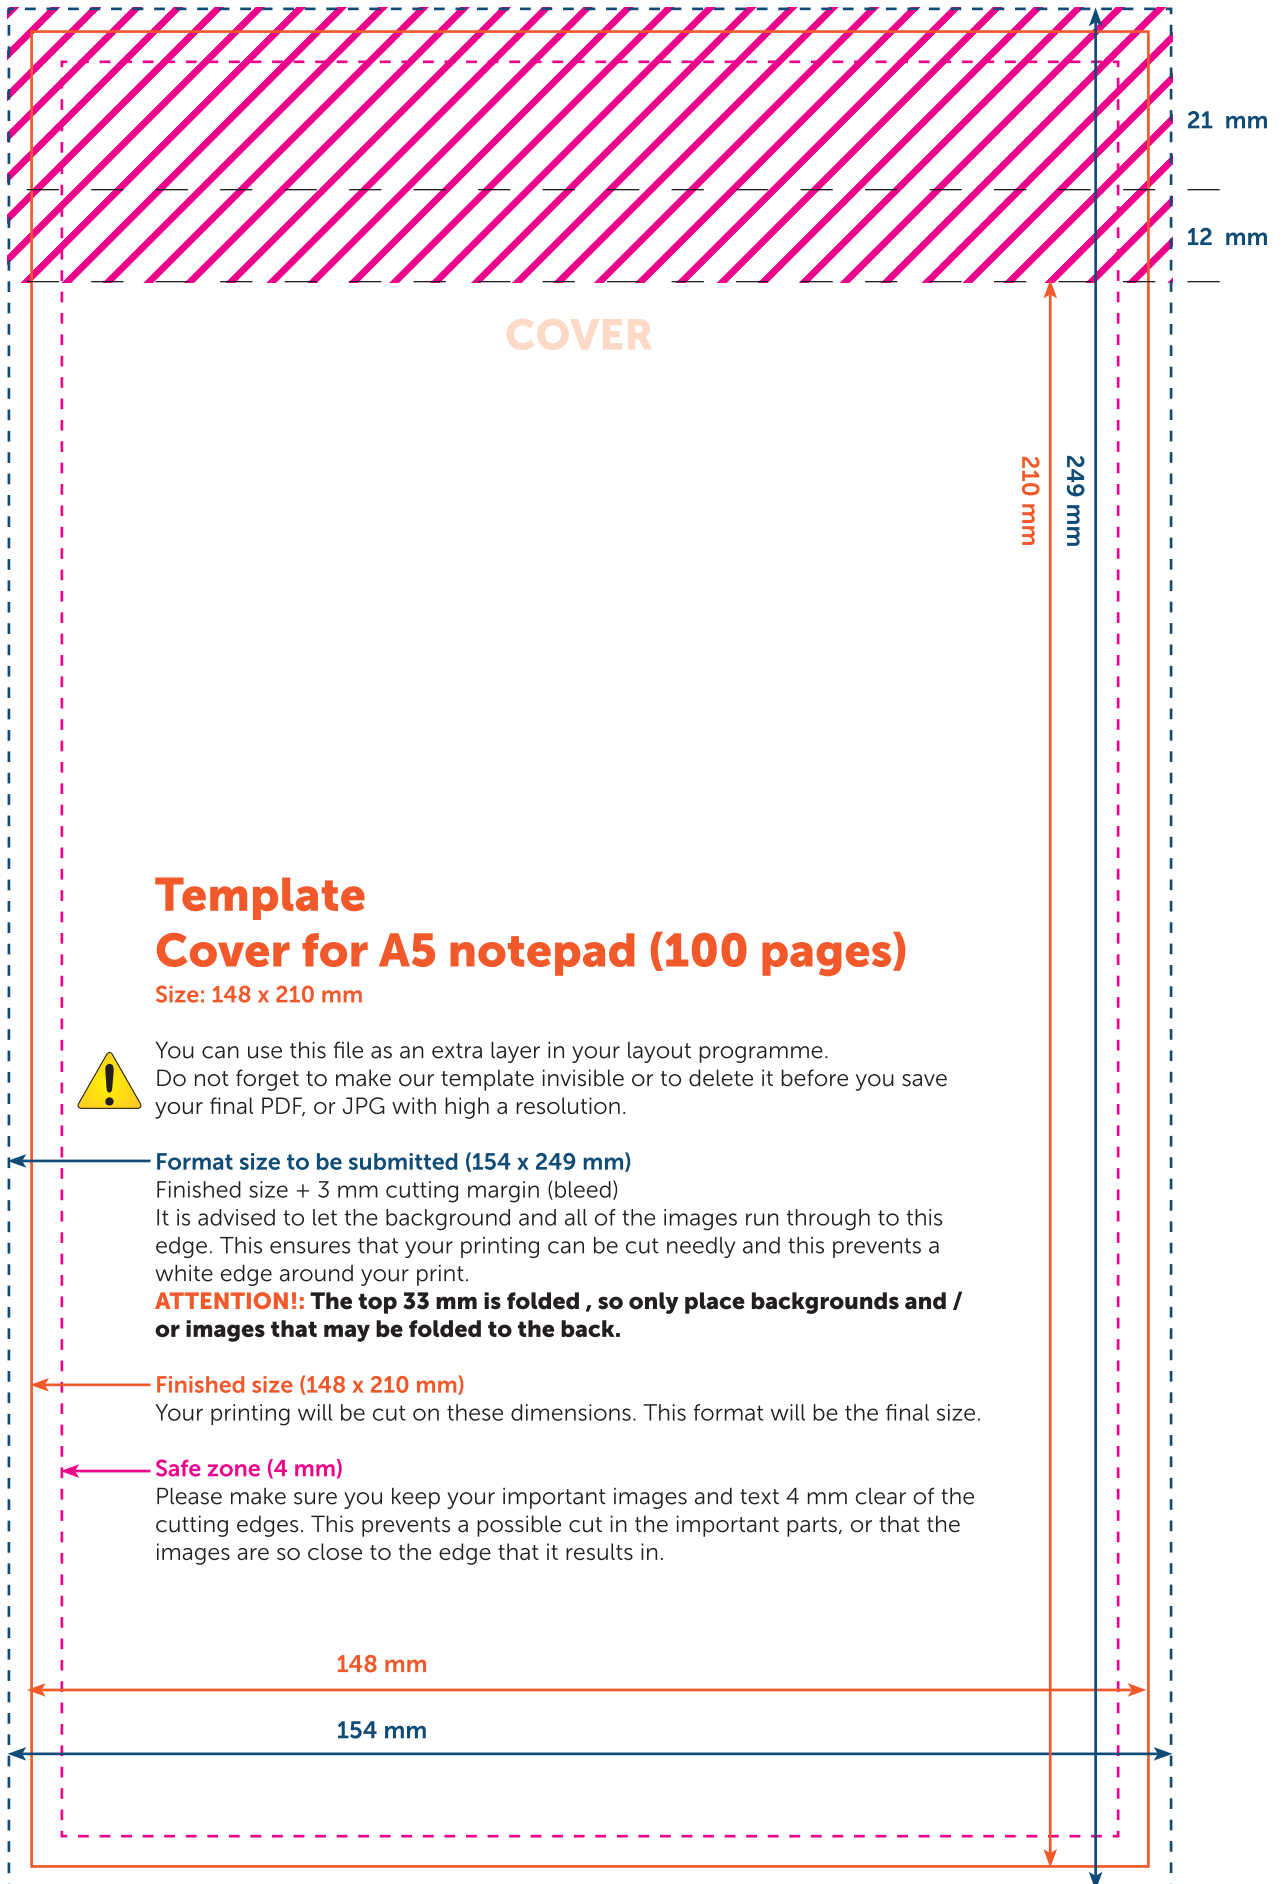 21 mm
12 mm
COVER
210 mm
249 mm
Template
Cover for A5 notepad (100 pages)
Size: 148 x 210 mm
You can use this file as an extra layer in your layout programme.
Do not forget to make our template invisible or to delete it before you save
your final PDF, or JPG with high a resolution.
Format size to be submitted (154 x 249 mm)
Finished size + 3 mm cutting margin (bleed)
It is advised to let the background and all of the images run through to this
edge. This ensures that your printing can be cut needly and this prevents a
white edge around your print.
ATTENTION!: The top 33 mm is folded , so only place backgrounds and /
or images that may be folded to the back.
Finished size (148 x 210 mm)
Your printing will be cut on these dimensions. This format will be the final size.
Safe zone (4 mm)
Please make sure you keep your important images and text 4 mm clear of the
cutting edges. This prevents a possible cut in the important parts, or that the
images are so close to the edge that it results in.
148 mm
154 mm